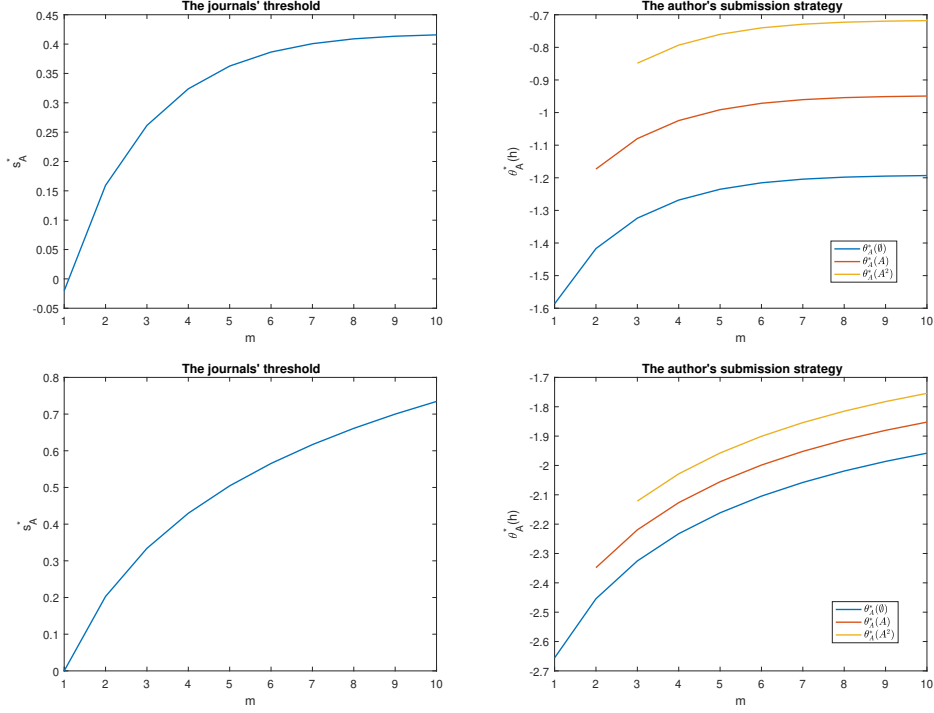 The journals' threshold
0.45
0.4
0.35
0.3
0.25
0.2
0.15
0.1
0.05
0
-0.05
s*A
1 2 3 4 5 6 7 8 9 10
m
The author's submission strategy
-0.7
-0.8
-0.9
-1
-1.1
-1.2
-1.3
-1.4
-1.5
-1.6
θ*A(h)
θ*A(∅)
θ*A(A)
θ*A(A²)
1 2 3 4 5 6 7 8 9 10
m
The journals' threshold
0.8
0.7
0.6
0.5
0.4
0.3
0.2
0.1
0
s*A
1 2 3 4 5 6 7 8 9 10
m
The author's submission strategy
-1.7
-1.8
-1.9
-2
-2.1
-2.2
-2.3
-2.4
-2.5
-2.6
-2.7
θ*A(h)
θ*A(∅)
θ*A(A)
θ*A(A²)
1 2 3 4 5 6 7 8 9 10
m